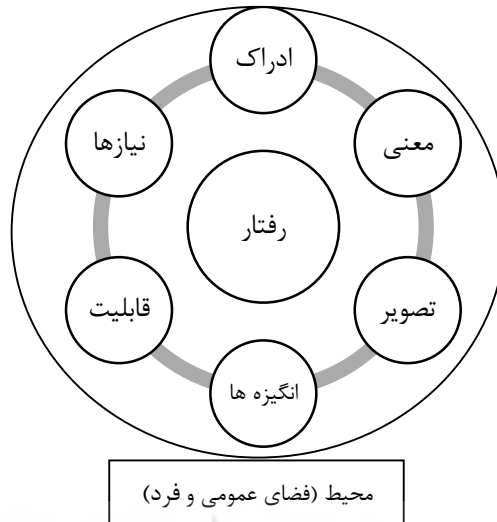 ادراک
معنی
نیازها
رفتار
تصویر
قابلیت
انگیزه ها
محیط (فضای عمومی و فرد)